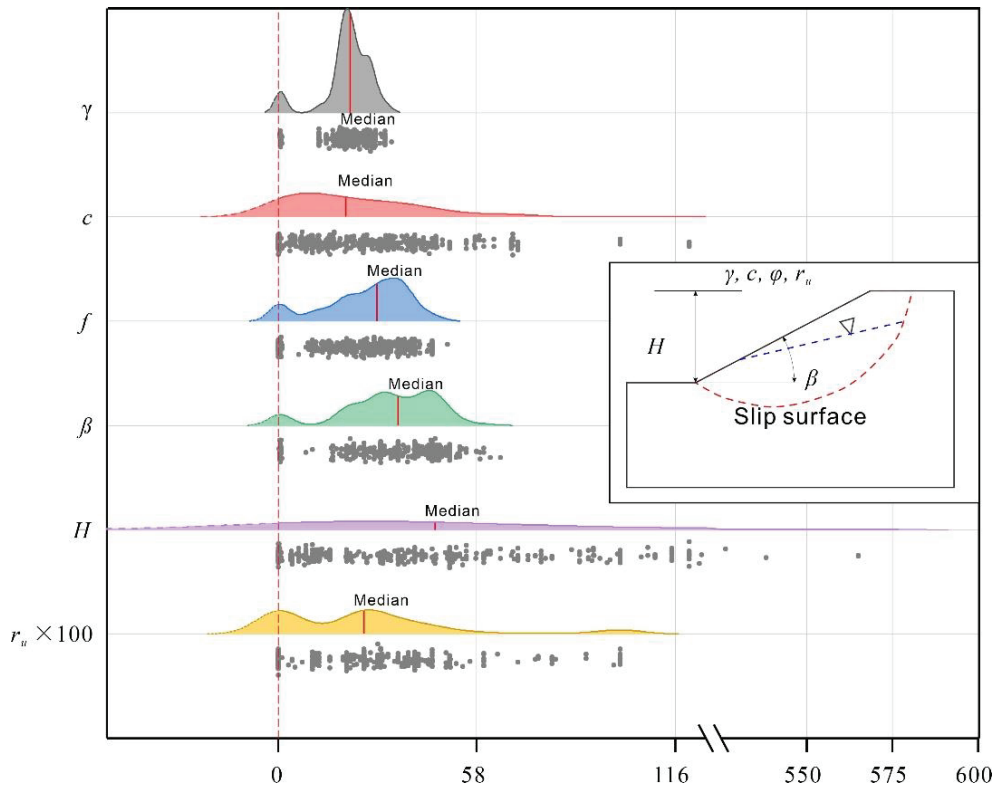 γ
Median
Median
c
γ, c, φ, r_u
Median
f
H
β
Median
Slip surface
β
Median
H
Median
r_u ×100
0 58 116 550 575 600